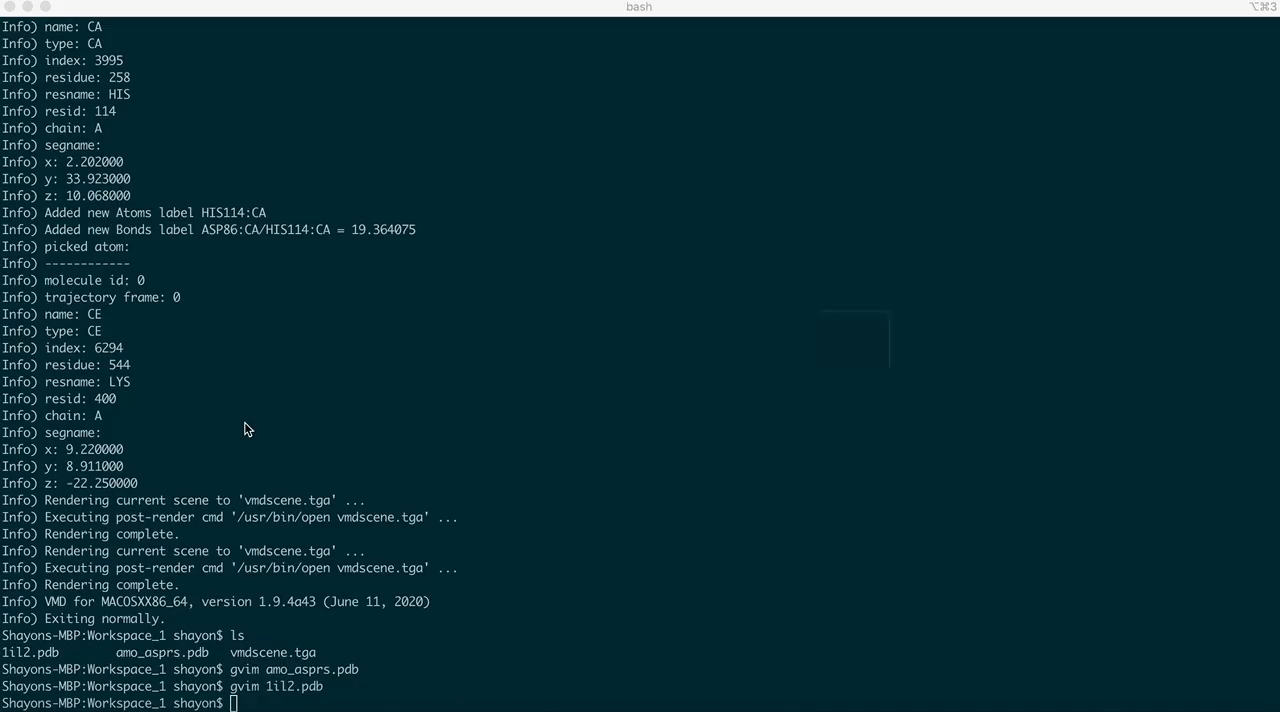 bash
⌥⌘3
Info) name: CA
Info) type: CA
Info) index: 3995
Info) residue: 258
Info) resname: HIS
Info) resid: 114
Info) chain: A
Info) segname:
Info) x: 2.202000
Info) y: 33.923000
Info) z: 10.068000
Info) Added new Atoms label HIS114:CA
Info) Added new Bonds label ASP86:CA/HIS114:CA = 19.364075
Info) picked atom:
Info) ------------
Info) molecule id: 0
Info) trajectory frame: 0
Info) name: CE
Info) type: CE
Info) index: 6294
Info) residue: 544
Info) resname: LYS
Info) resid: 400
Info) chain: A
Info) segname:
Info) x: 9.220000
Info) y: 8.911000
Info) z: -22.250000
Info) Rendering current scene to 'vmdscene.tga' ...
Info) Executing post-render cmd '/usr/bin/open vmdscene.tga' ...
Info) Rendering complete.
Info) Rendering current scene to 'vmdscene.tga' ...
Info) Executing post-render cmd '/usr/bin/open vmdscene.tga' ...
Info) Rendering complete.
Info) VMD for MACOSXX86_64, version 1.9.4a43 (June 11, 2020)
Info) Exiting normally.
Shayons-MBP:Workspace_1 shayon$ ls
1il2.pdb amo_asprs.pdb vmdscene.tga
Shayons-MBP:Workspace_1 shayon$ gvim amo_asprs.pdb
Shayons-MBP:Workspace_1 shayon$ gvim 1il2.pdb
Shayons-MBP:Workspace_1 shayon$